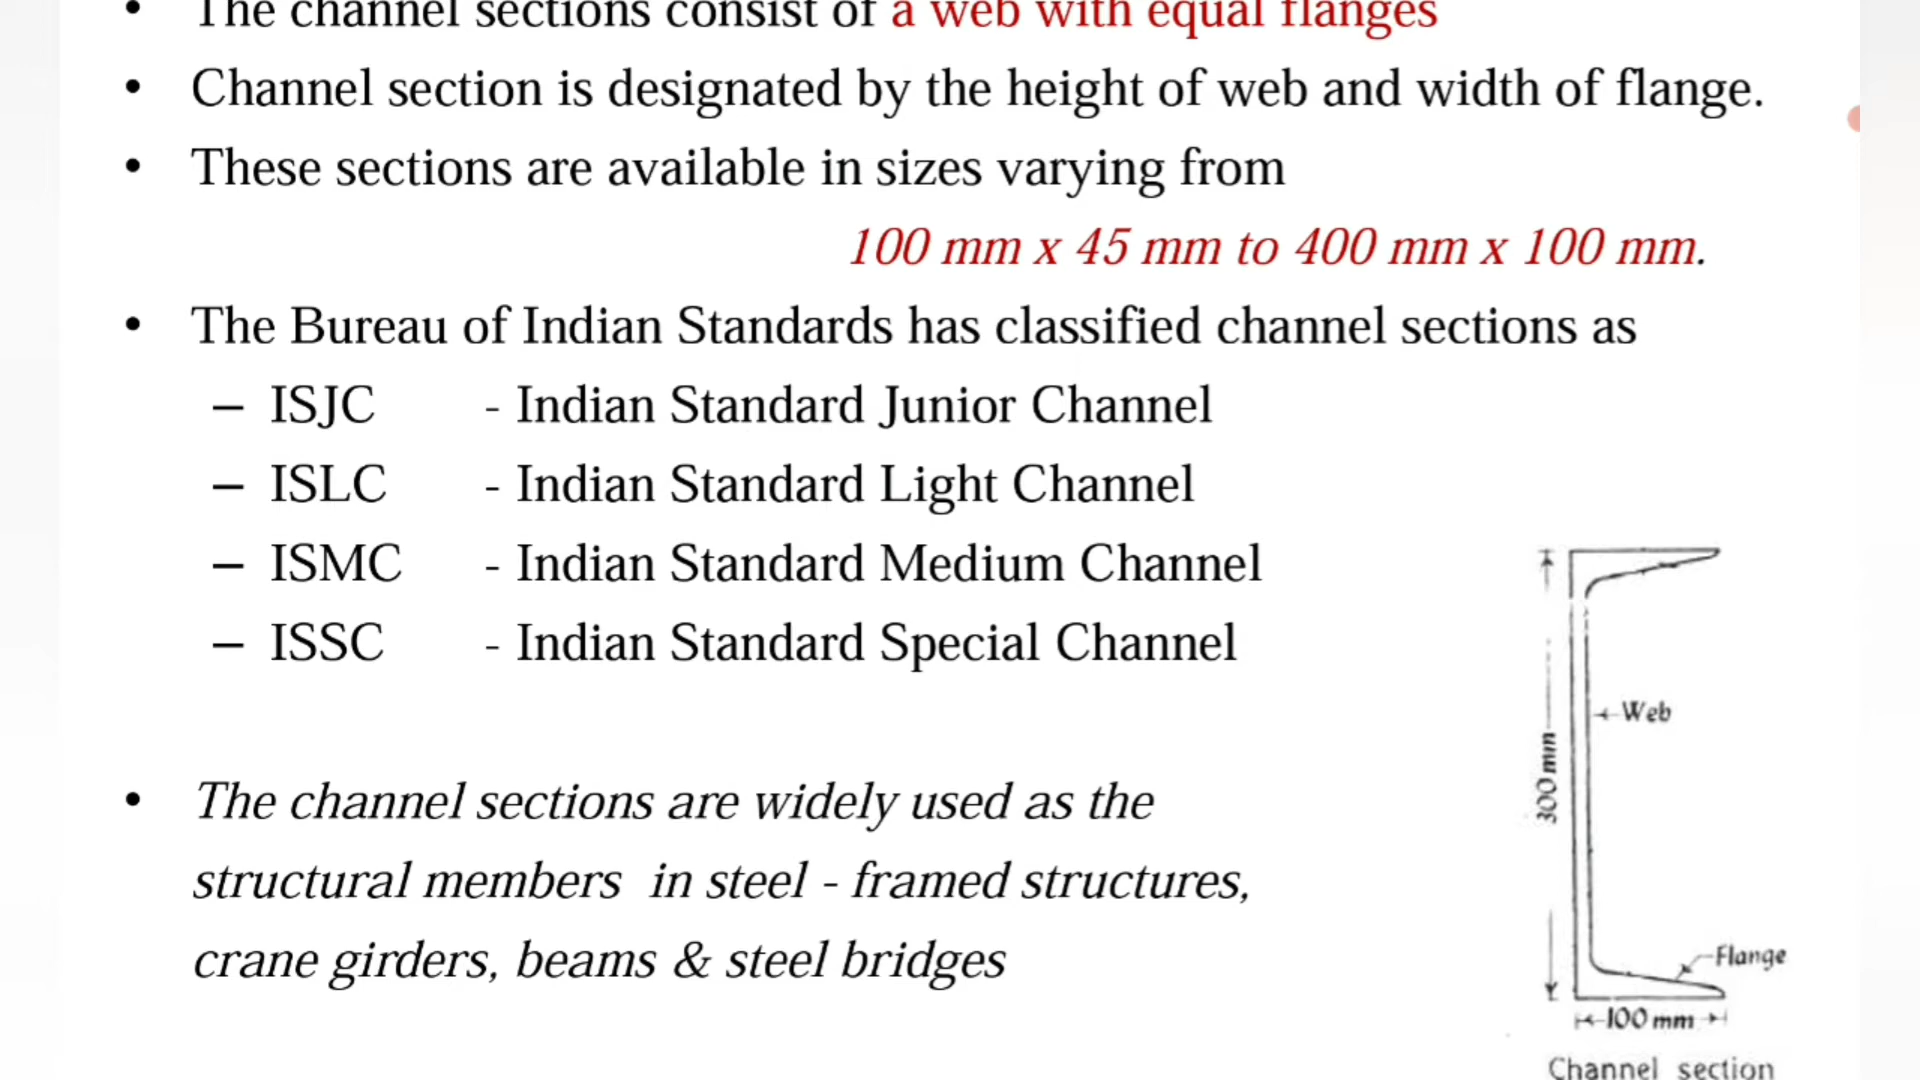 • The channel sections consist of a web with equal flanges
• Channel section is designated by the height of web and width of flange.
• These sections are available in sizes varying from
100 mm x 45 mm to 400 mm x 100 mm.
• The Bureau of Indian Standards has classified channel sections as
– ISJC - Indian Standard Junior Channel
– ISLC - Indian Standard Light Channel
– ISMC - Indian Standard Medium Channel
– ISSC - Indian Standard Special Channel
• The channel sections are widely used as the
structural members in steel - framed structures,
crane girders, beams & steel bridges
Web
300 mm
Flange
100 mm
Channel section